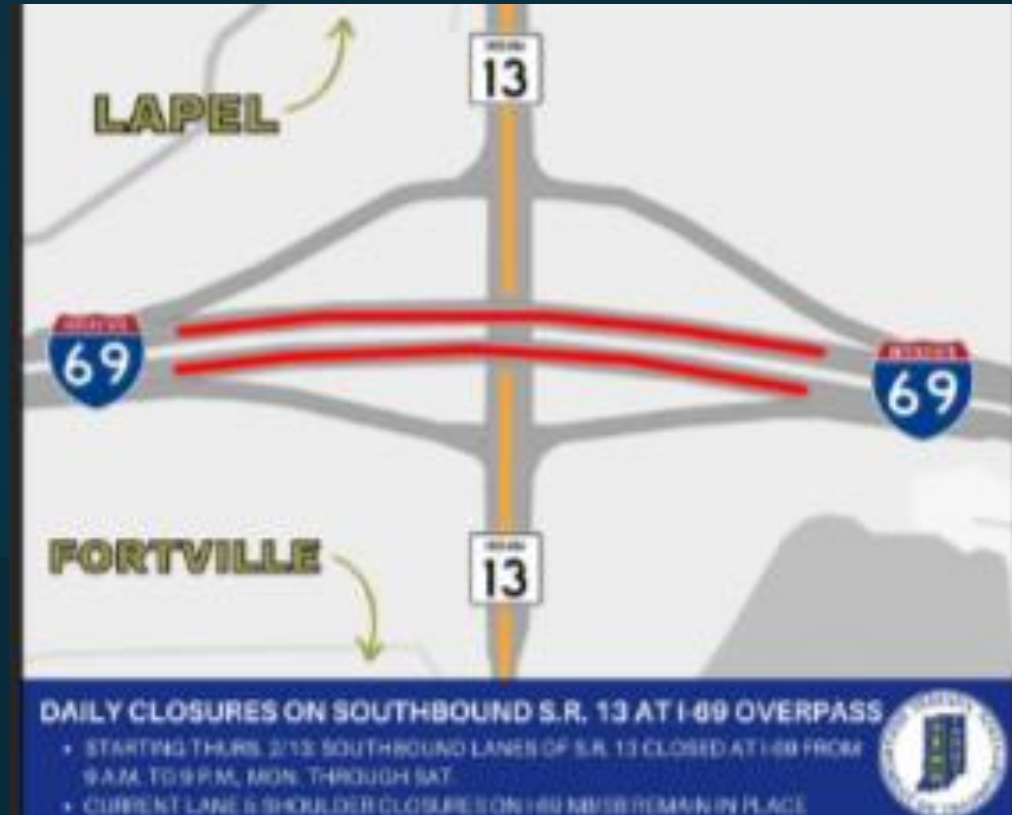 LAPEL
13
69
69
FORTVILLE
13
DAILY CLOSURES ON SOUTHBOUND S.R. 13 AT I-69 OVERPASS
• STARTING THURS. 2/13: SOUTHBOUND LANES OF S.R. 13 CLOSED AT I-69 FROM
9 A.M. TO 9 P.M., MON. THROUGH SAT.
• CURRENT LANE & SHOULDER CLOSURES ON I-69 NB/SB REMAIN IN PLACE